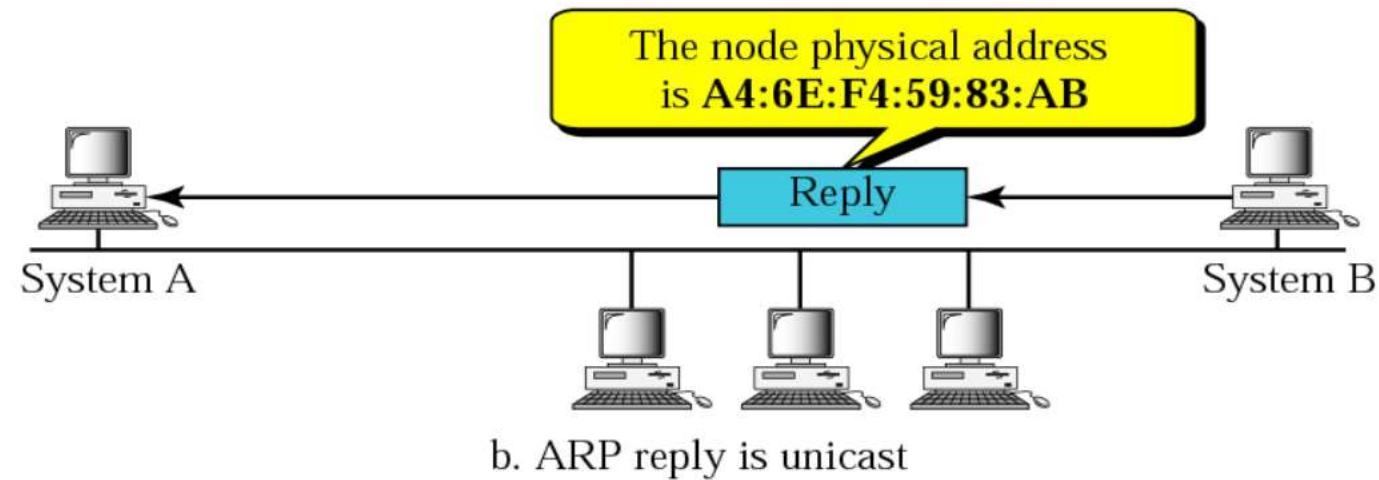 The node physical address
is A4:6E:F4:59:83:AB
Reply
System A
System B
b. ARP reply is unicast